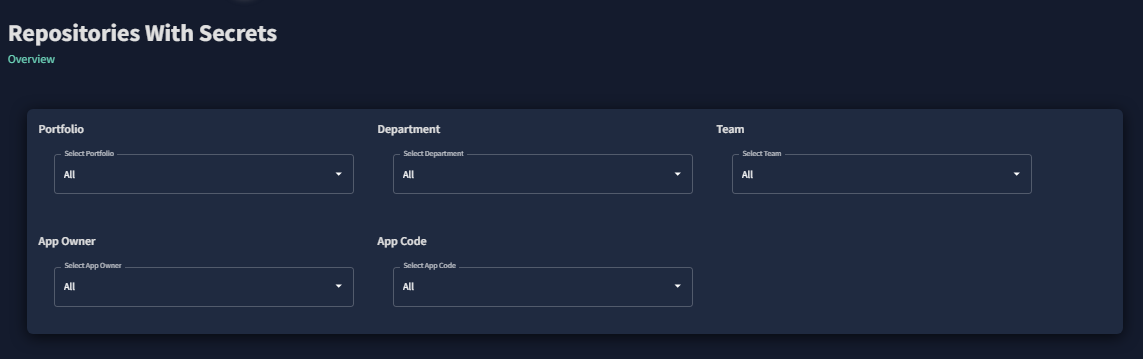 Repositories With Secrets
Overview
Portfolio
Select Portfolio
All
Department
Select Department
All
Team
Select Team
All
App Owner
Select App Owner
All
App Code
Select App Code
All